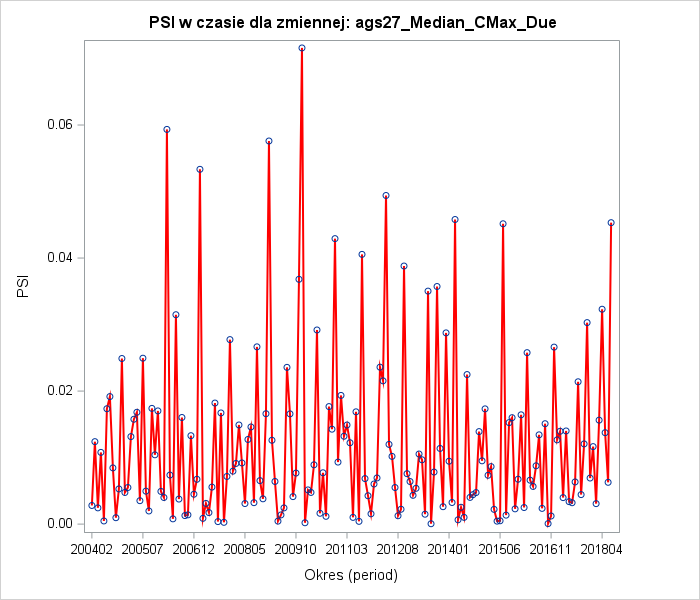 PSI w czasie dla zmiennej: ags27_Median_CMax_Due
0.06
0.04
0.02
0.00
PSI
200402 200507 200612 200805 200910 201103 201208 201401 201506 201611 201804
Okres (period)